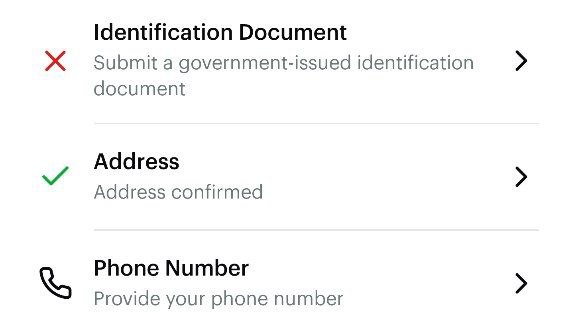 Identification Document
Submit a government-issued identification
document
Address
Address confirmed
Phone Number
Provide your phone number